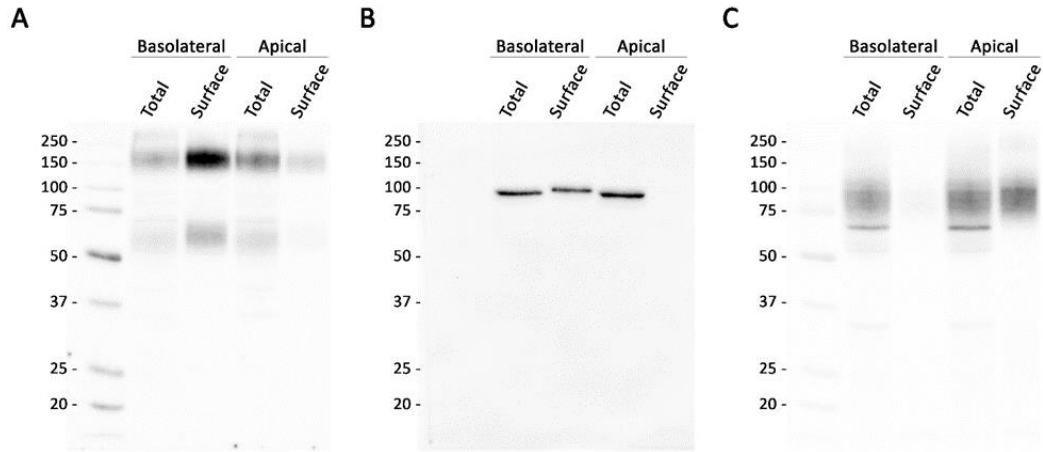 A
Basolateral Apical
Total Surface Total Surface
250 -
150 -
100 -
75 -
50 -
37 -
25 -
20 -
B
Basolateral Apical
Total Surface Total Surface
250 -
150 -
100 -
75 -
50 -
37 -
25 -
20 -
C
Basolateral Apical
Total Surface Total Surface
250 -
150 -
100 -
75 -
50 -
37 -
25 -
20 -